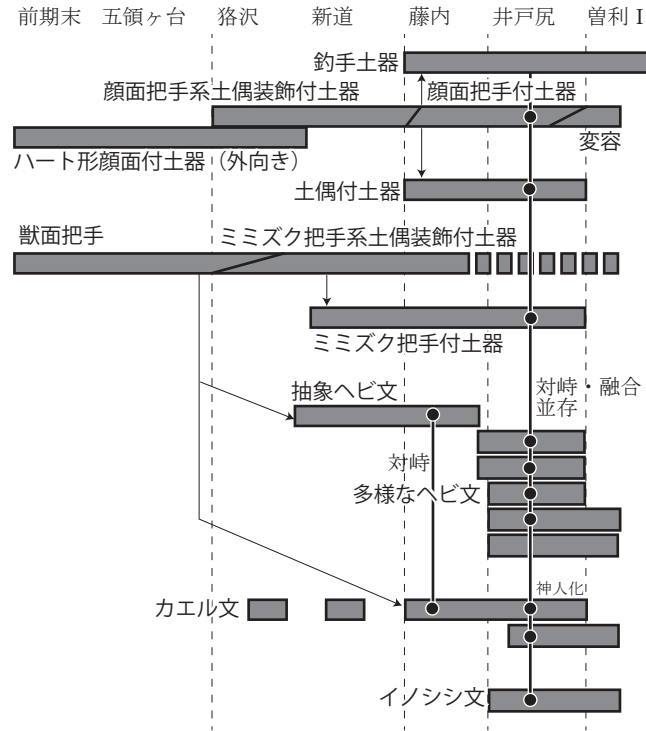 前期末 五領ヶ台 狢沢 新道 藤内 井戸尻 曽利 I
釣手土器
顔面把手系土偶装飾付土器 顔面把手付土器
変容
ハート形顔面付土器(外向き)
土偶付土器
獣面把手 ミミズク把手系土偶装飾付土器
ミミズク把手付土器
抽象ヘビ文 対峙・融合
並存
対峙
多様なヘビ文
神人化
カエル文
イノシシ文